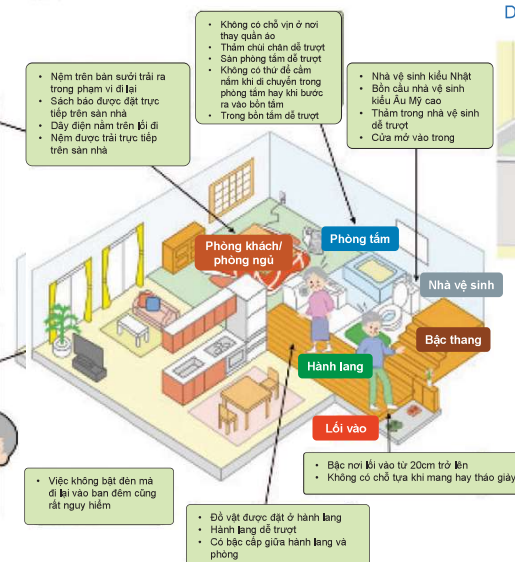 D
• Không có chỗ vịn ở nơi
thay quần áo
• Thảm chùi chân dễ trượt
• Sàn phòng tắm dễ trượt
• Không có thứ để cầm
nắm khi di chuyển trong
phòng tắm hay khi bước
ra vào bồn tắm
• Trong bồn tắm dễ trượt
• Nệm trên bàn sưởi trải ra
trong phạm vi đi lại
• Sách báo được đặt trực
tiếp trên sàn nhà
• Dây điện nằm trên lối đi
• Nệm được trải trực tiếp
trên sàn nhà
• Nhà vệ sinh kiểu Nhật
• Bồn cầu nhà vệ sinh
kiểu Âu Mỹ cao
• Thảm trong nhà vệ sinh
dễ trượt
• Cửa mở vào trong
Phòng khách/
phòng ngủ
Phòng tắm
Nhà vệ sinh
Bậc thang
Hành lang
Lối vào
• Bậc nơi lối vào từ 20cm trở lên
• Không có chỗ tựa khi mang hay tháo giày
• Việc không bật đèn mà
đi lại vào ban đêm cũng
rất nguy hiểm
• Đồ vật được đặt ở hành lang
• Hành lang dễ trượt
• Có bậc cấp giữa hành lang và
phòng